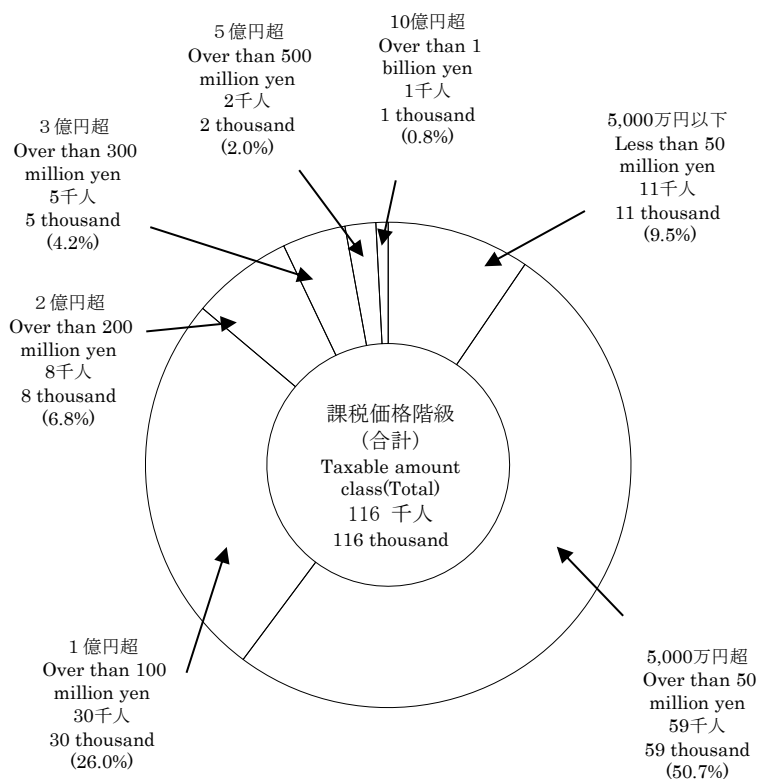 10億円超
Over than 1
billion yen
1千人
1 thousand
(0.8%)
５億円超
Over than 500
million yen
2千人
2 thousand
(2.0%)
３億円超
Over than 300
million yen
5千人
5 thousand
(4.2%)
5,000万円以下
Less than 50
million yen
11千人
11 thousand
(9.5%)
２億円超
Over than 200
million yen
8千人
8 thousand
(6.8%)
課税価格階級
（合計）
Taxable amount
class(Total)
116 千人
116 thousand
１億円超
Over than 100
million yen
30千人
30 thousand
(26.0%)
5,000万円超
Over than 50
million yen
59千人
59 thousand
(50.7%)